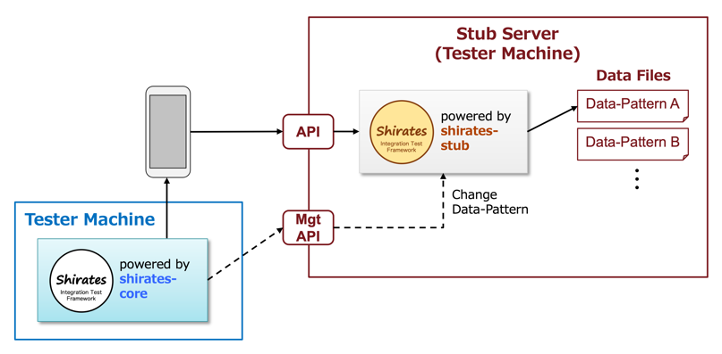 Stub Server
(Tester Machine)
Data Files
Data-Pattern A
Data-Pattern B
API
Shirates
Integration Test
Framework
powered by
shirates-
stub
Change
Data-Pattern
Mgt
API
Tester Machine
Shirates
Integration Test
Framework
powered by
shirates-
core